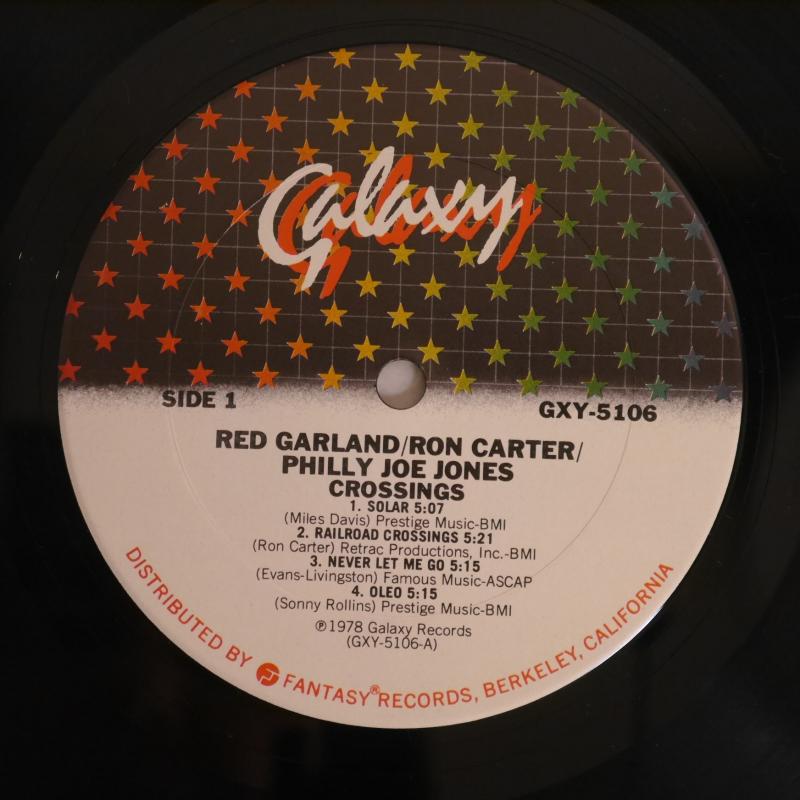 Galaxy
SIDE 1
GXY-5106
RED GARLAND/RON CARTER/
PHILLY JOE JONES
CROSSINGS
1. SOLAR 5:07
(Miles Davis) Prestige Music-BMI
2. RAILROAD CROSSINGS 5:21
(Ron Carter) Retrac Productions, Inc.-BMI
3. NEVER LET ME GO 5:15
(Evans-Livingston) Famous Music-ASCAP
4. OLEO 5:15
(Sonny Rollins) Prestige Music-BMI
℗1978 Galaxy Records
(GXY-5106-A)
DISTRIBUTED BY FANTASY® RECORDS, BERKELEY, CALIFORNIA